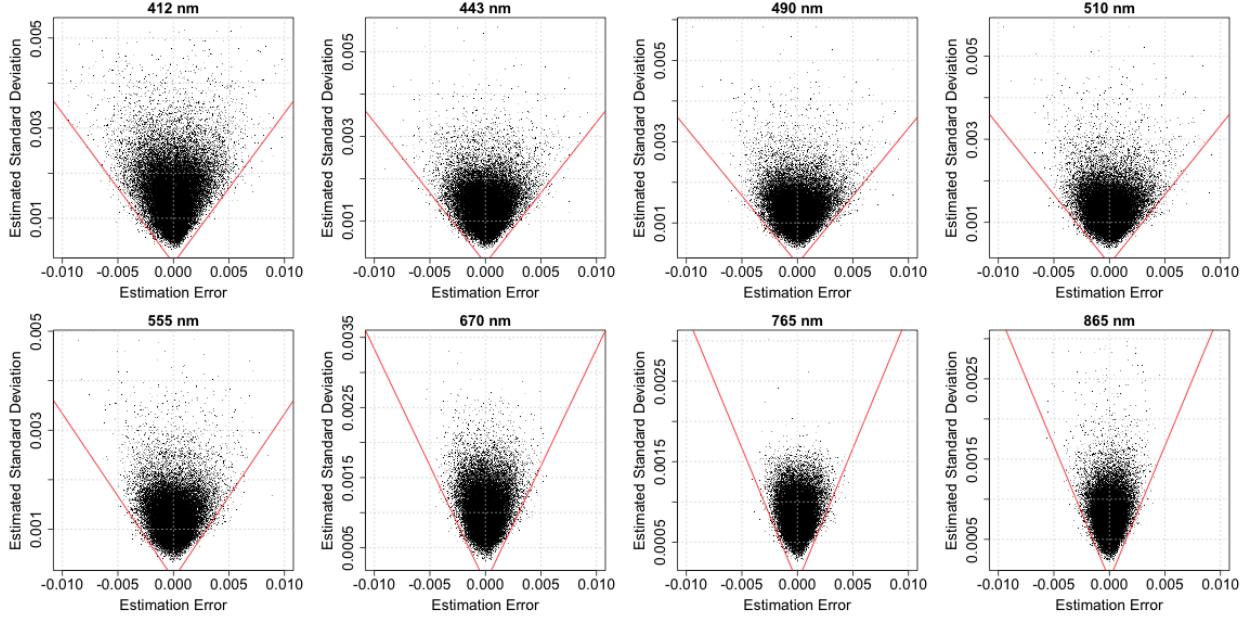 412 nm
443 nm
490 nm
510 nm
Estimated Standard Deviation
0.001 0.003 0.005
-0.010 -0.005 0.000 0.005 0.010
Estimation Error
Estimated Standard Deviation
0.001 0.003 0.005
-0.010 -0.005 0.000 0.005 0.010
Estimation Error
Estimated Standard Deviation
0.001 0.003 0.005
-0.010 -0.005 0.000 0.005 0.010
Estimation Error
Estimated Standard Deviation
0.001 0.003 0.005
-0.010 -0.005 0.000 0.005 0.010
Estimation Error
555 nm
670 nm
765 nm
865 nm
Estimated Standard Deviation
0.001 0.003 0.005
-0.010 -0.005 0.000 0.005 0.010
Estimation Error
Estimated Standard Deviation
0.0005 0.0015 0.0025 0.0035
-0.010 -0.005 0.000 0.005 0.010
Estimation Error
Estimated Standard Deviation
0.0005 0.0015 0.0025
-0.010 -0.005 0.000 0.005 0.010
Estimation Error
Estimated Standard Deviation
0.0005 0.0015 0.0025
-0.010 -0.005 0.000 0.005 0.010
Estimation Error